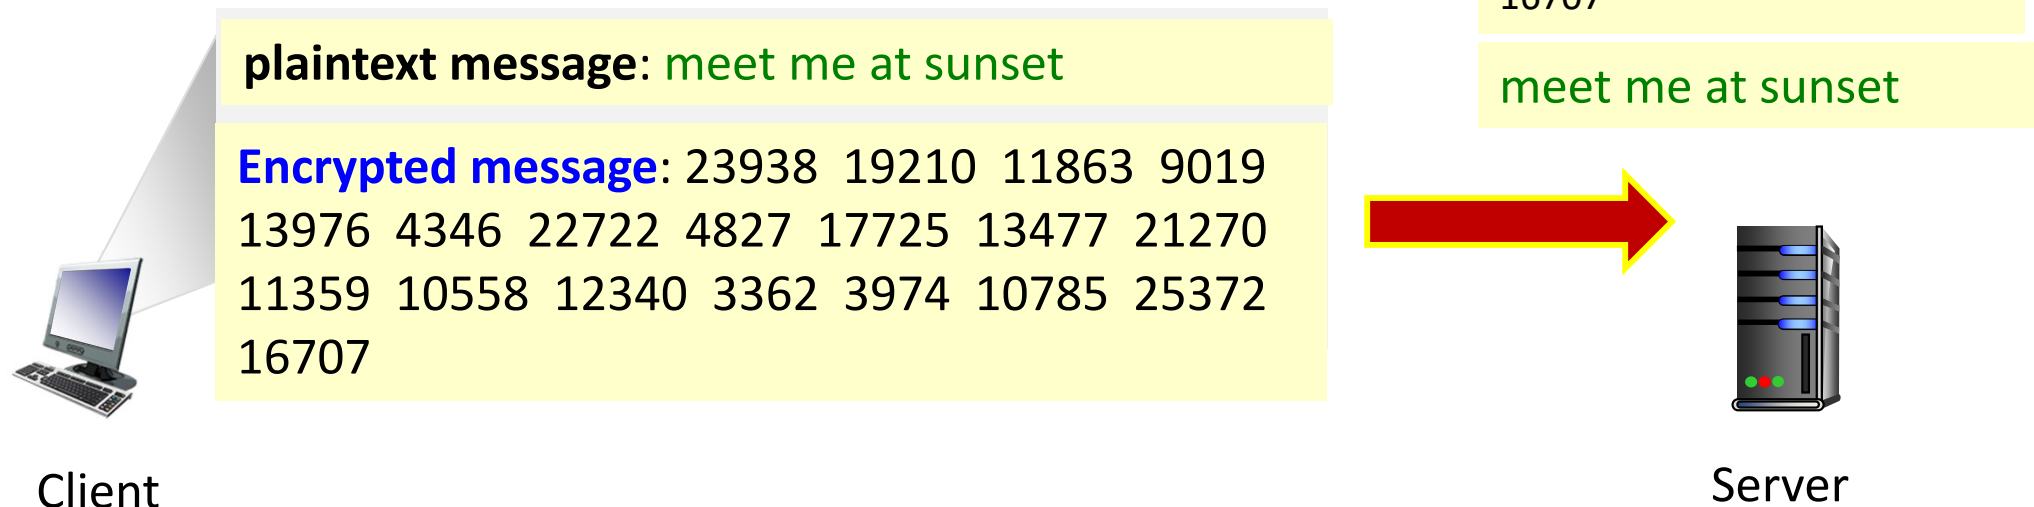 plaintext message: meet me at sunset
Encrypted message: 23938 19210 11863 9019
13976 4346 22722 4827 17725 13477 21270
11359 10558 12340 3362 3974 10785 25372
16707
16707
meet me at sunset
Client
Server